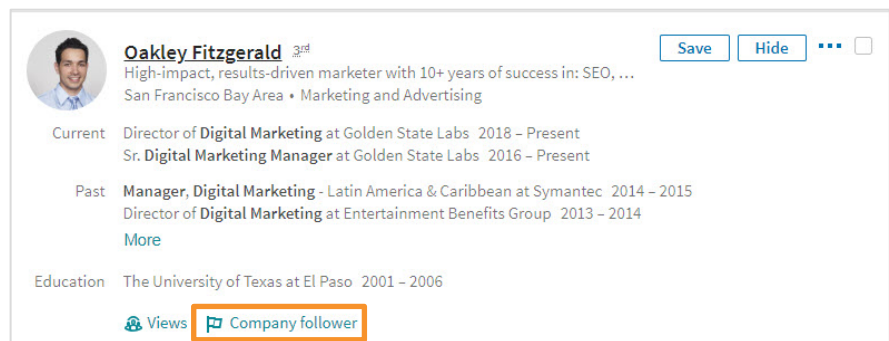 Oakley Fitzgerald 3rd
Save
Hide
High-impact, results-driven marketer with 10+ years of success in: SEO, ...
San Francisco Bay Area • Marketing and Advertising
Current Director of Digital Marketing at Golden State Labs 2018 – Present
Sr. Digital Marketing Manager at Golden State Labs 2016 – Present
Past Manager, Digital Marketing - Latin America & Caribbean at Symantec 2014 – 2015
Director of Digital Marketing at Entertainment Benefits Group 2013 – 2014
More
Education The University of Texas at El Paso 2001 – 2006
Views Company follower